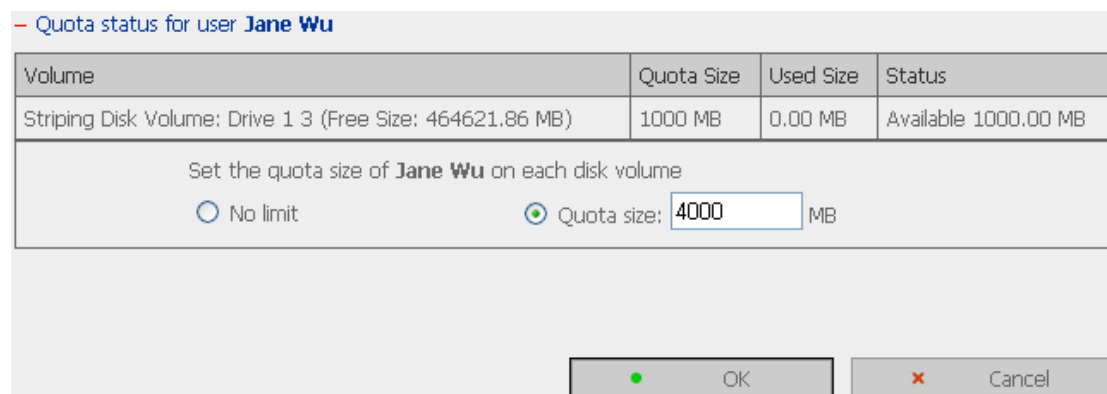 – Quota status for user Jane Wu
Volume Quota Size Used Size Status
Striping Disk Volume: Drive 1 3 (Free Size: 464621.86 MB) 1000 MB 0.00 MB Available 1000.00 MB
Set the quota size of Jane Wu on each disk volume
No limit Quota size: 4000 MB
OK Cancel